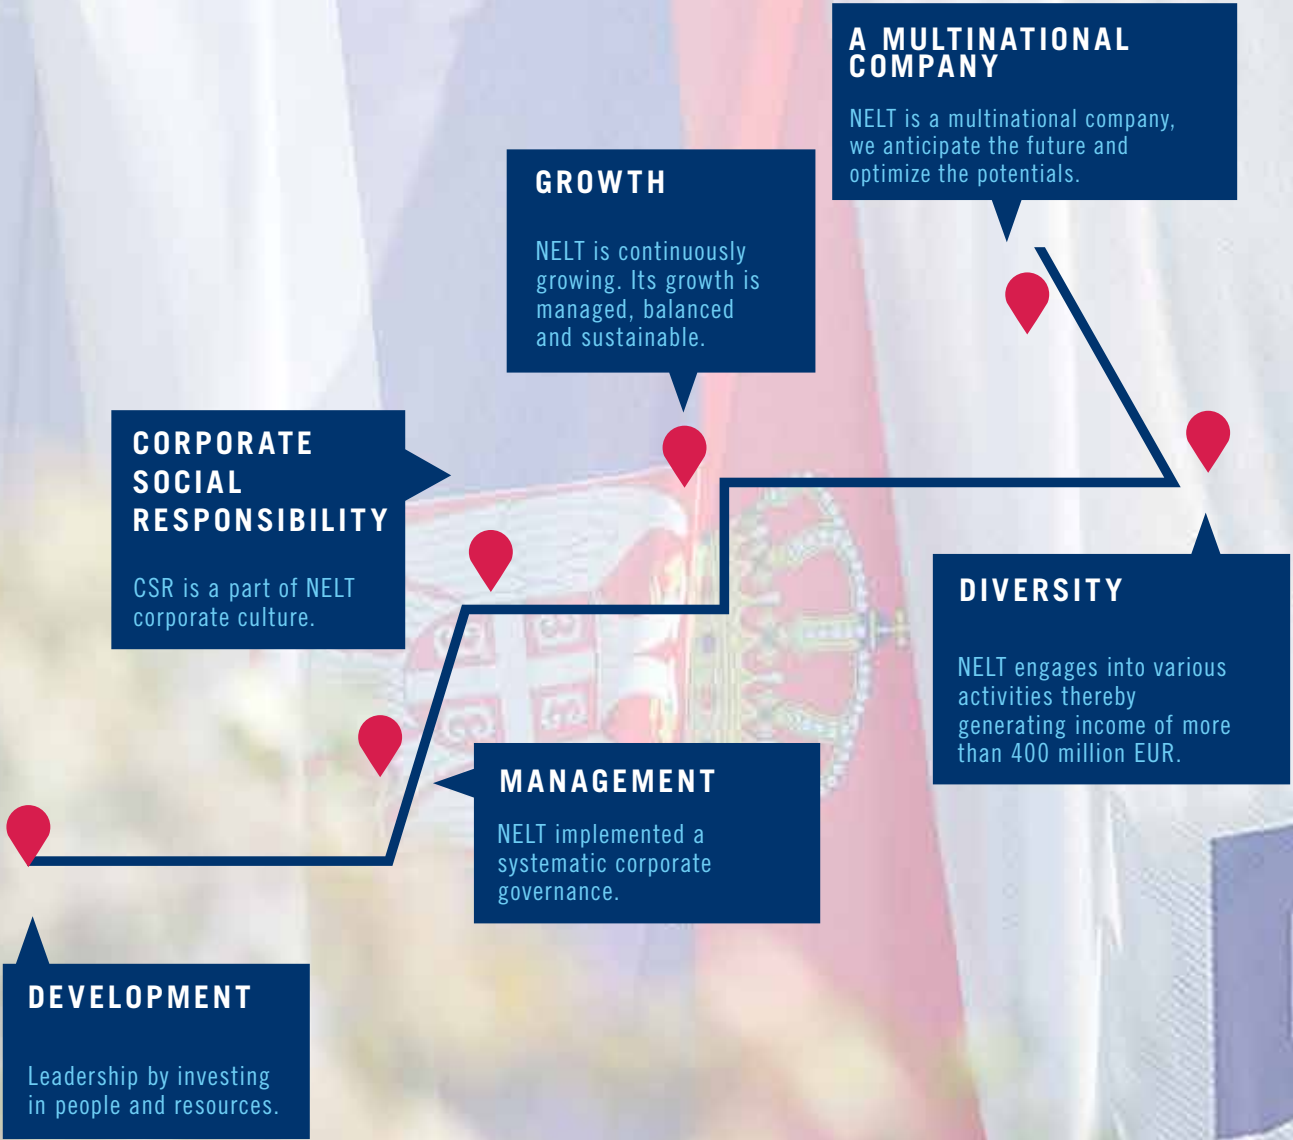 A MULTINATIONAL
COMPANY
NELT is a multinational company,
we anticipate the future and
optimize the potentials.
GROWTH
NELT is continuously
growing. Its growth is
managed, balanced
and sustainable.
CORPORATE
SOCIAL
RESPONSIBILITY
CSR is a part of NELT
corporate culture.
DIVERSITY
NELT engages into various
activities thereby
generating income of more
than 400 million EUR.
MANAGEMENT
NELT implemented a
systematic corporate
governance.
DEVELOPMENT
Leadership by investing
in people and resources.